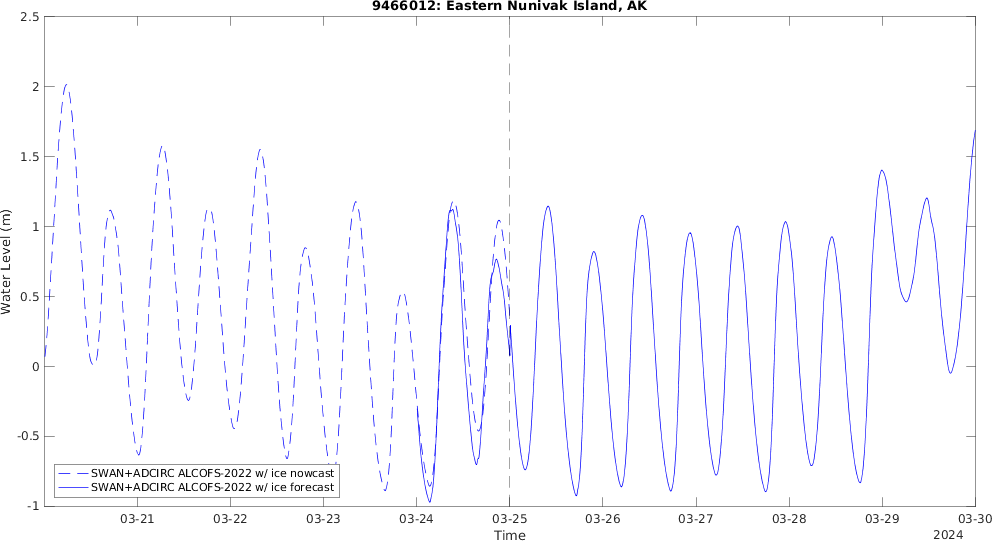 9466012: Eastern Nunivak Island, AK
2.5
2
1.5
1
0.5
0
-0.5
-1
Water Level (m)
SWAN+ADCIRC ALCOFS-2022 w/ ice nowcast
SWAN+ADCIRC ALCOFS-2022 w/ ice forecast
03-21 03-22 03-23 03-24 03-25 03-26 03-27 03-28 03-29 03-30
Time
2024